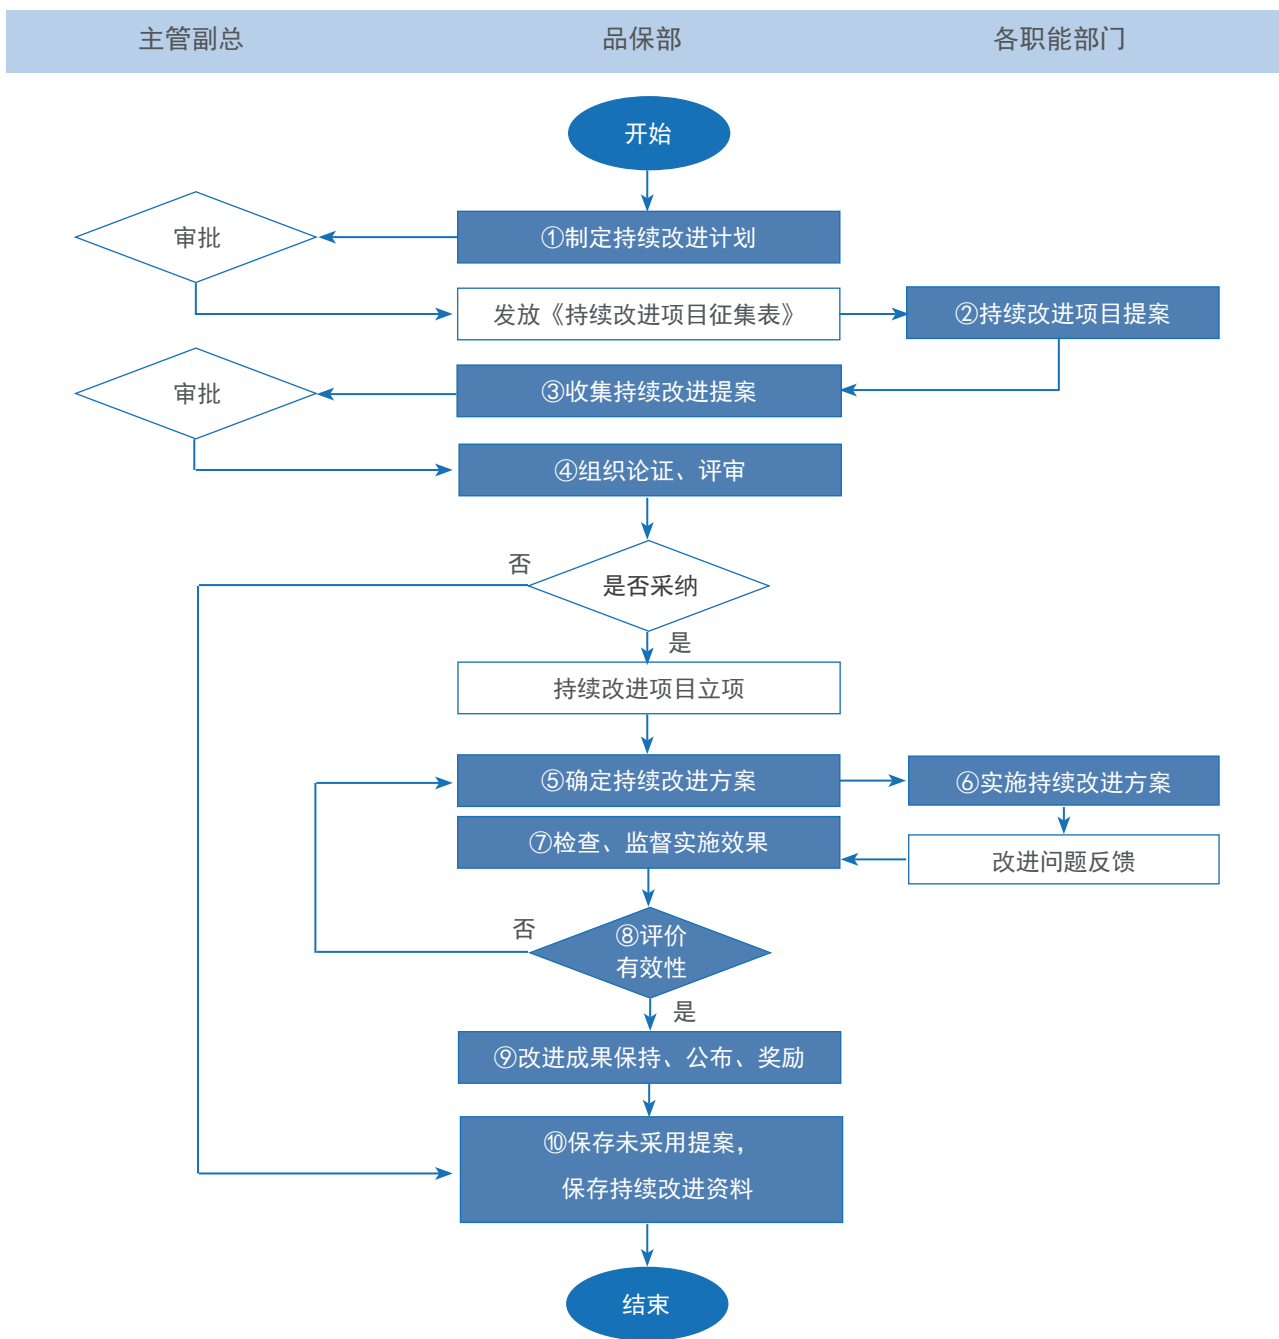 主管副总
品保部
各职能部门
开始
审批
①制定持续改进计划
发放《持续改进项目征集表》
②持续改进项目提案
审批
③收集持续改进提案
④组织论证、评审
否
是否采纳
是
持续改进项目立项
⑤确定持续改进方案
⑥实施持续改进方案
⑦检查、监督实施效果
改进问题反馈
否
⑧评价
有效性
是
⑨改进成果保持、公布、奖励
⑩保存未采用提案，
保存持续改进资料
结束